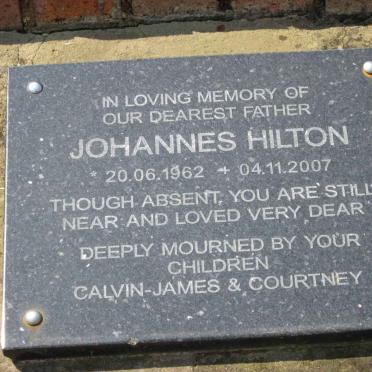 IN LOVING MEMORY OF
OUR DEAREST FATHER
JOHANNES HILTON
* 20.06.1962 + 04.11.2007
THOUGH ABSENT, YOU ARE STILL
NEAR AND LOVED VERY DEAR
DEEPLY MOURNED BY YOUR
CHILDREN
CALVIN-JAMES & COURTNEY